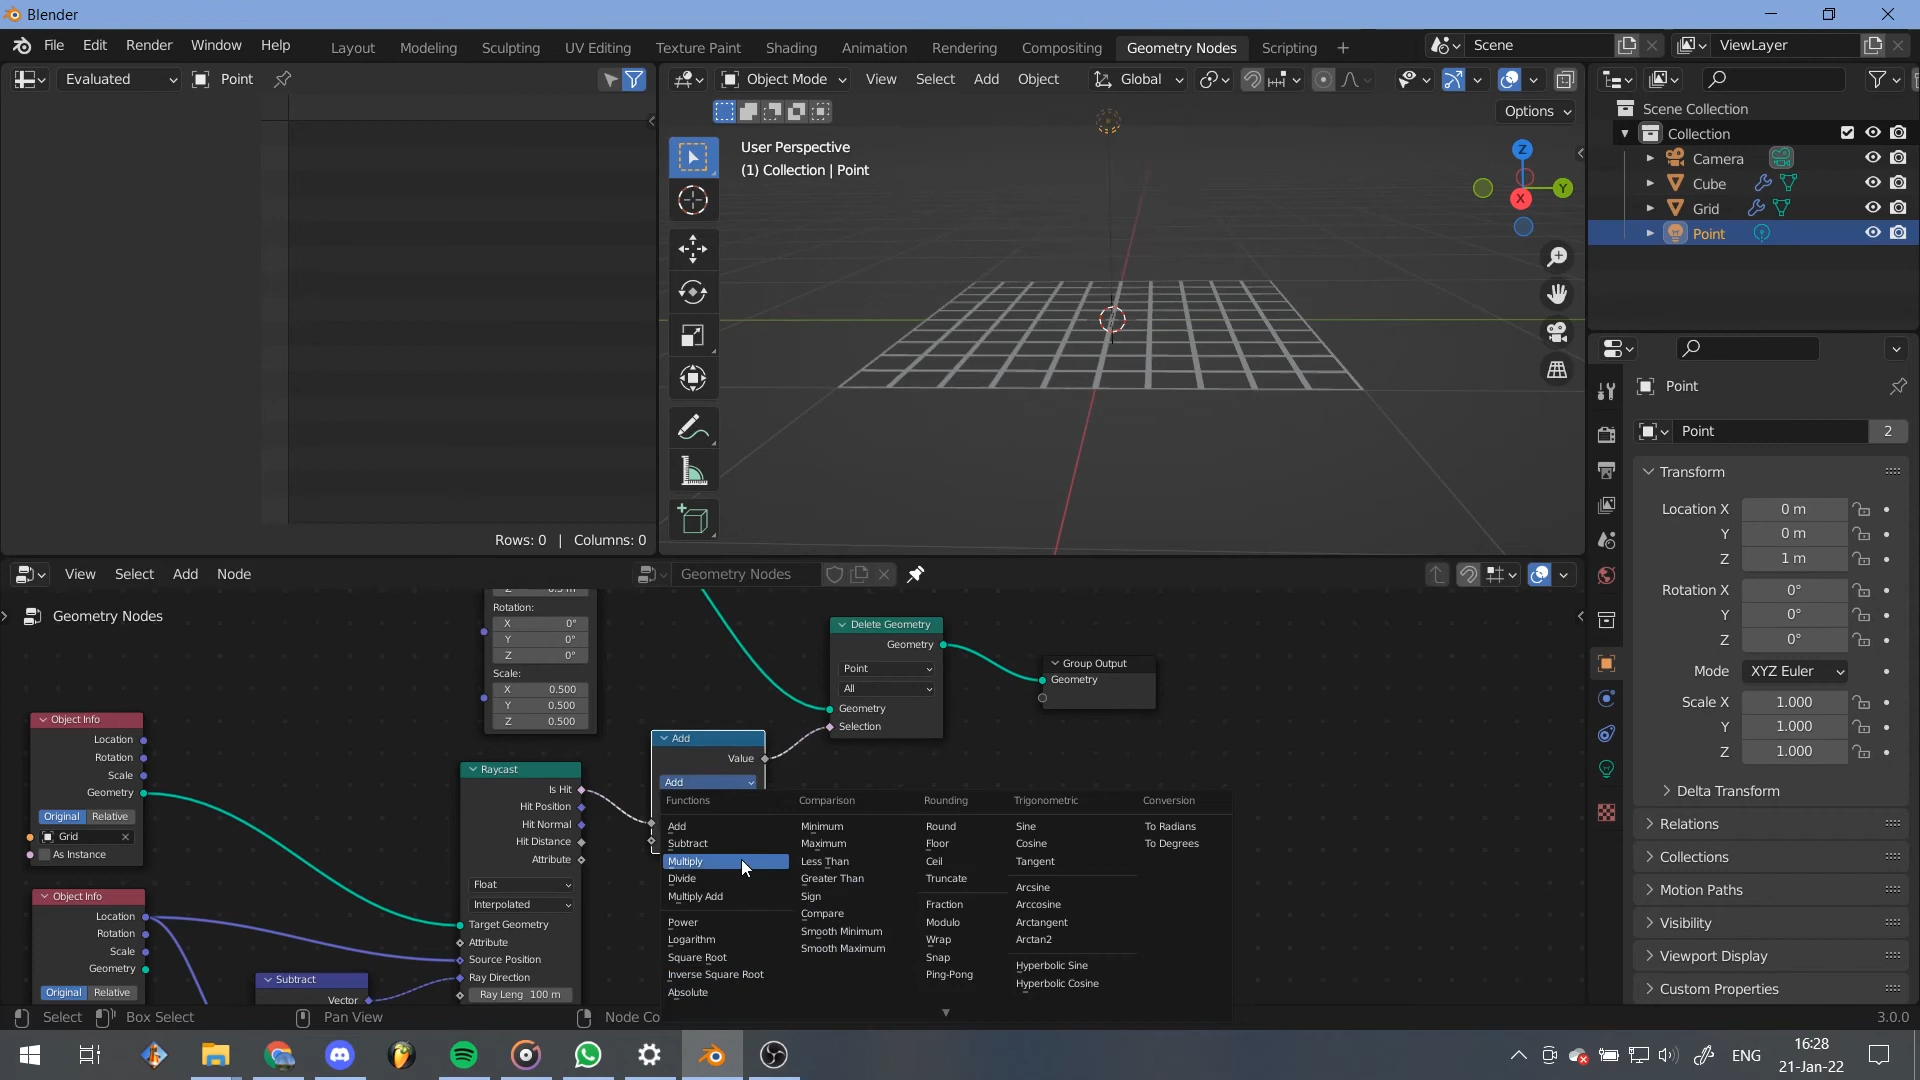 Blender
File Edit Render Window Help Layout Modeling Sculpting UV Editing Texture Paint Shading Animation Rendering Compositing Geometry Nodes Scripting + Scene ViewLayer
Evaluated Point
Rows: 0 | Columns: 0
Object Mode View Select Add Object Global
Options
User Perspective
(1) Collection | Point
Z
Y
X
Scene Collection
Collection
Camera
Cube
Grid
Point
Point
Point 2
Transform
Location X 0 m
Y 0 m
Z 1 m
Rotation X 0°
Y 0°
Z 0°
Mode XYZ Euler
Scale X 1.000
Y 1.000
Z 1.000
Delta Transform
Relations
Collections
Motion Paths
Visibility
Viewport Display
Custom Properties
View Select Add Node Geometry Nodes
Geometry Nodes
Rotation:
X 0°
Y 0°
Z 0°
Scale:
X 0.500
Y 0.500
Z 0.500
Object Info
Location
Rotation
Scale
Geometry
Original Relative
Grid
As Instance
Object Info
Location
Rotation
Scale
Geometry
Original Relative
Subtract
Vector
Raycast
Is Hit
Hit Position
Hit Normal
Hit Distance
Attribute
Float
Interpolated
Target Geometry
Attribute
Source Position
Ray Direction
Ray Leng 100 m
Add
Value
Add
Delete Geometry
Geometry
Point
All
Geometry
Selection
Group Output
Geometry
Functions
Add
Subtract
Multiply
Divide
Multiply Add
Power
Logarithm
Square Root
Inverse Square Root
Absolute
Comparison
Minimum
Maximum
Less Than
Greater Than
Sign
Compare
Smooth Minimum
Smooth Maximum
Rounding
Round
Floor
Ceil
Truncate
Fraction
Modulo
Wrap
Snap
Ping-Pong
Trigonometric
Sine
Cosine
Tangent
Arcsine
Arccosine
Arctangent
Arctan2
Hyperbolic Sine
Hyperbolic Cosine
Conversion
To Radians
To Degrees
Select Box Select Pan View Node Co 3.0.0
ENG
16:28
21-Jan-22